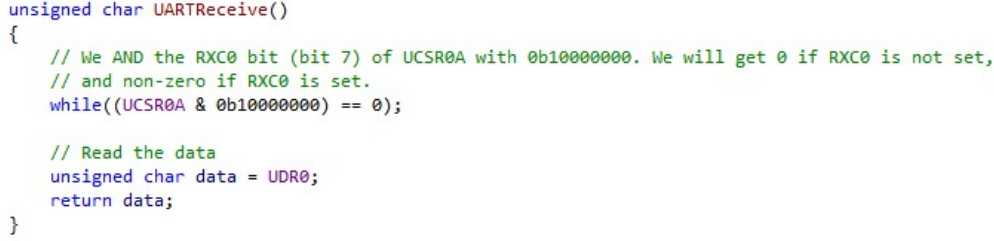 unsigned char UARTReceive()
{
// We AND the RXC0 bit (bit 7) of UCSR0A with 0b10000000. We will get 0 if RXC0 is not set,
// and non-zero if RXC0 is set.
while((UCSR0A & 0b10000000) == 0);
// Read the data
unsigned char data = UDR0;
return data;
}